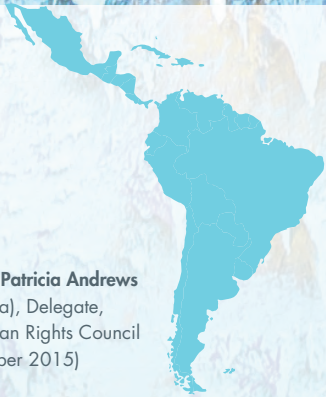 Patricia Andrews
a), Delegate,
an Rights Council
ber 2015)